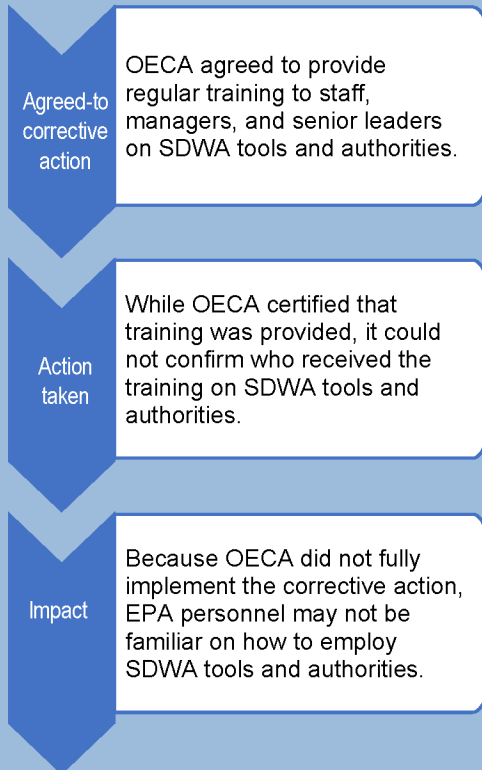 Agreed-to
corrective
action
OECA agreed to provide
regular training to staff,
managers, and senior leaders
on SDWA tools and authorities.
Action
taken
While OECA certified that
training was provided, it could
not confirm who received the
training on SDWA tools and
authorities.
Impact
Because OECA did not fully
implement the corrective action,
EPA personnel may not be
familiar on how to employ
SDWA tools and authorities.